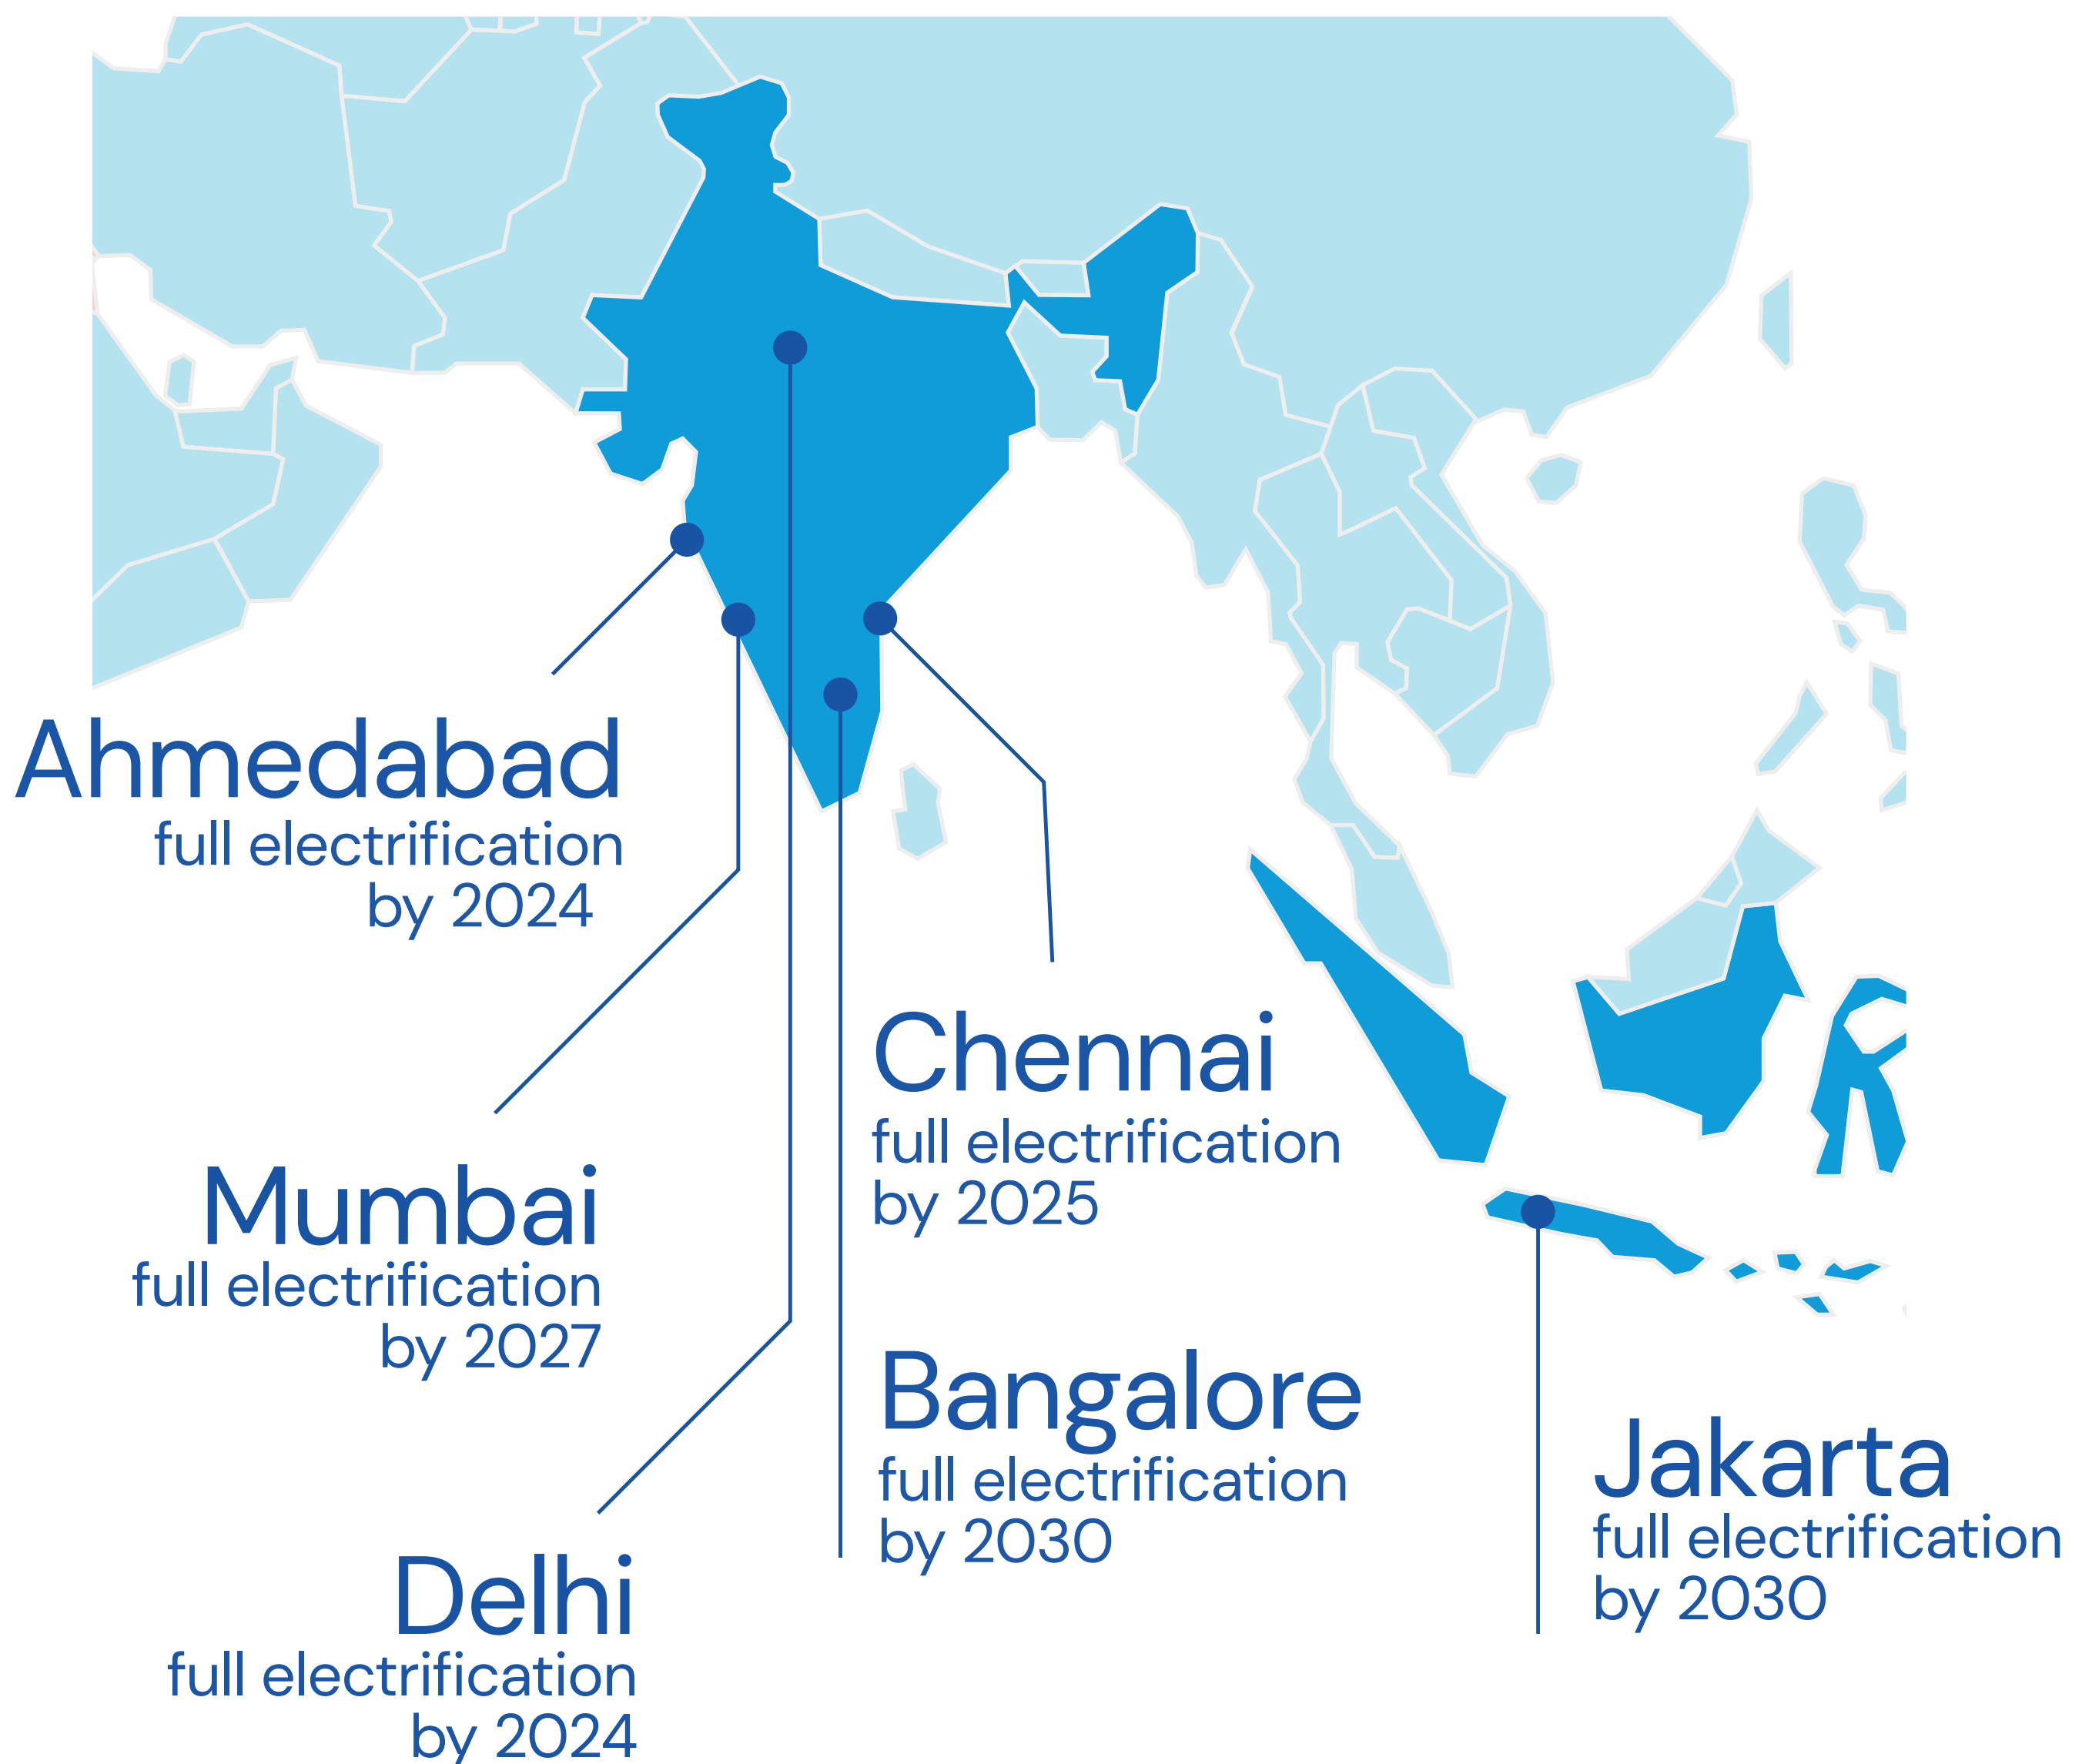 Ahmedabad
full electrification
by 2024
Mumbai
full electrification
by 2027
Delhi
full electrification
by 2024
Chennai
full electrification
by 2025
Bangalore
full electrification
by 2030
Jakarta
full electrification
by 2030